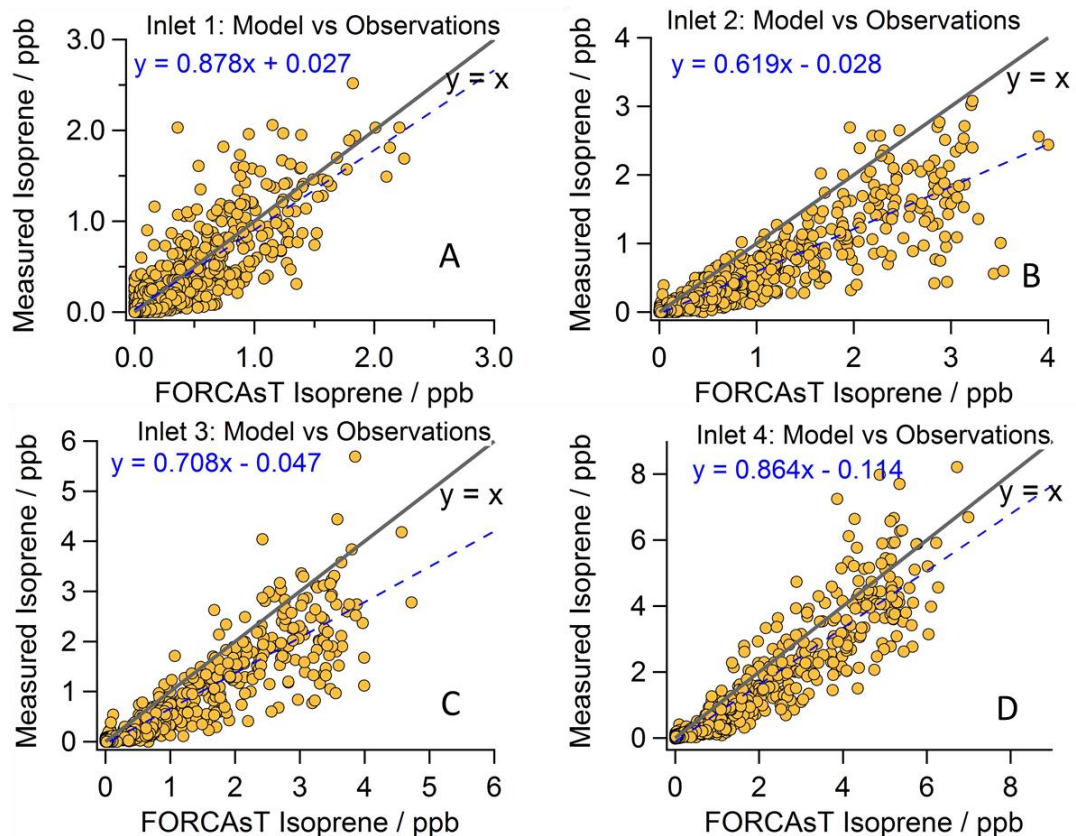 Inlet 1: Model vs Observations
y = 0.878x + 0.027
y = x
3.0
2.0
1.0
0.0
Measured Isoprene / ppb
A
0.0 1.0 2.0 3.0
FORCAsT Isoprene / ppb
Inlet 2: Model vs Observations
y = 0.619x - 0.028
y = x
4
3
2
1
0
Measured Isoprene / ppb
B
0 1 2 3 4
FORCAsT Isoprene / ppb
Inlet 3: Model vs Observations
y = 0.708x - 0.047
y = x
6
5
4
3
2
1
0
Measured Isoprene / ppb
C
0 1 2 3 4 5 6
FORCAsT Isoprene / ppb
Inlet 4: Model vs Observations
y = 0.864x - 0.114
y = x
8
6
4
2
0
Measured Isoprene / ppb
D
0 2 4 6 8
FORCAsT Isoprene / ppb